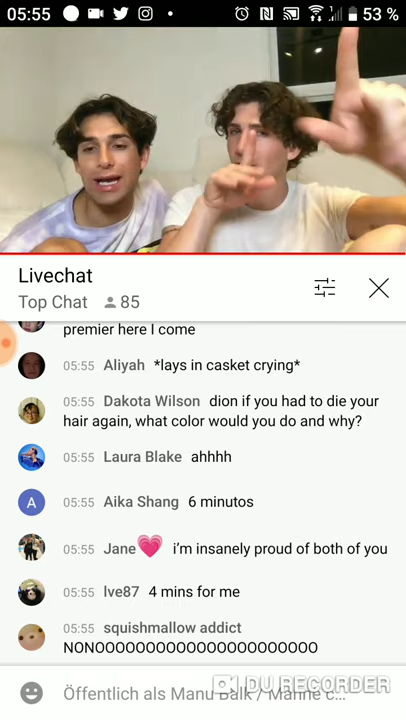 05:55
53 %
Livechat
Top Chat 85
premier here I come
05:55 Aliyah *lays in casket crying*
05:55 Dakota Wilson dion if you had to die your
hair again, what color would you do and why?
05:55 Laura Blake ahhhh
A 05:55 Aika Shang 6 minutos
05:55 Jane💗 i'm insanely proud of both of you
05:55 lve87 4 mins for me
05:55 squishmallow addict
NONOOOOOOOOOOOOOOOOOOOOOO
Öffentlich als Manu Balk / Männe c...
DU RECORDER